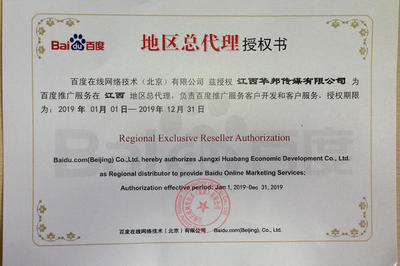 Baidu百度
地区总代理授权书
百度在线网络技术（北京）有限公司 兹授权 江西华邦传媒有限公司 为
百度推广服务在 江西 地区总代理，负责百度推广服务客户开发和客户服务，授权期限
为：2019 年 01 月 01 日—2019 年 12 月 31 日
Regional Exclusive Reseller Authorization
Baidu.com(Beijing) Co.,Ltd. hereby authorizes Jiangxi Huabang Economic Development Co., Ltd.
as Regional distributor to provide Baidu Online Marketing Services;
Authorization effective period: Jan 1, 2019-Dec 31, 2019
百度在线网络技术（北京）有限公司 Baidu.com(Beijing), Co., Ltd.